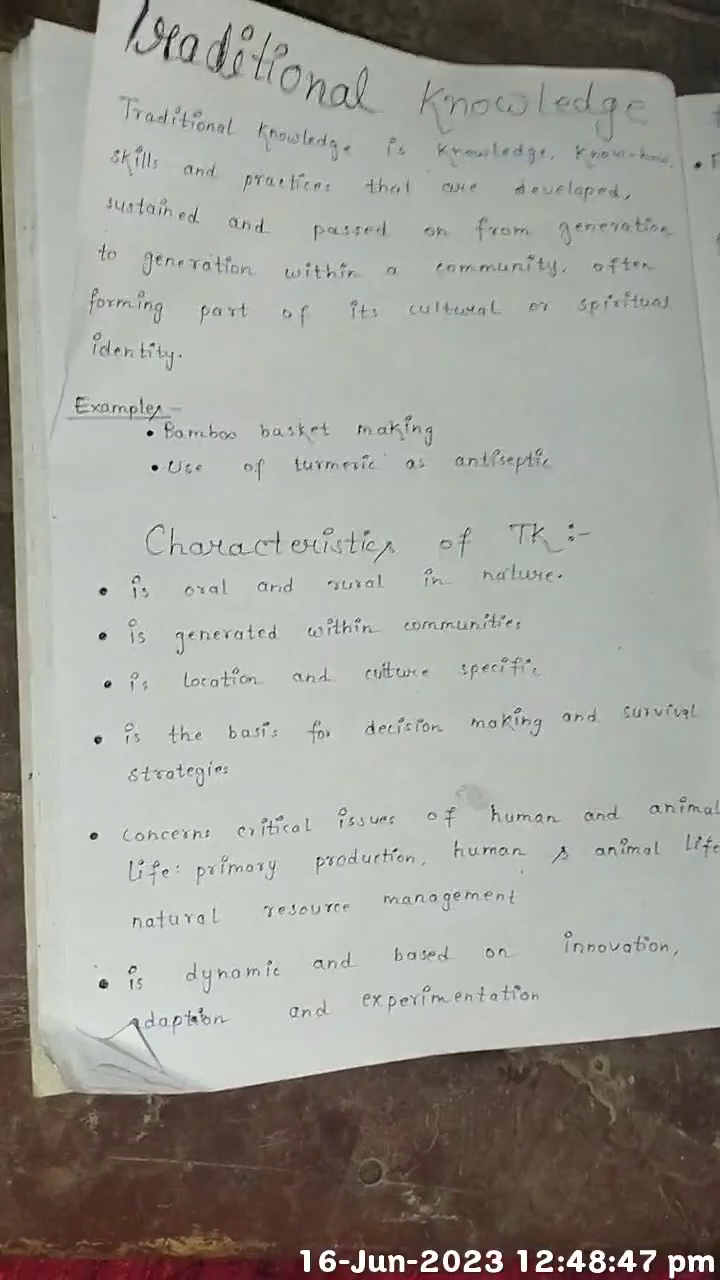 Traditional Knowledge
Traditional Knowledge is Knowledge, Know-how,
skills and practices that are developed,
sustained and passed on from generation
to generation within a community, often
forming part of its cultural or spiritual
identity.
Examples-
• Bamboo basket making
• Use of turmeric as antiseptic
Characteristics of TK :-
• is oral and rural in nature.
• is generated within communities
• is location and culture specific
• is the basis for decision making and survival
strategies
• concerns critical issues of human and animal
life: primary production, human & animal life
natural resource management
• is dynamic and based on innovation,
adaption and experimentation
16-Jun-2023 12:48:47 pm